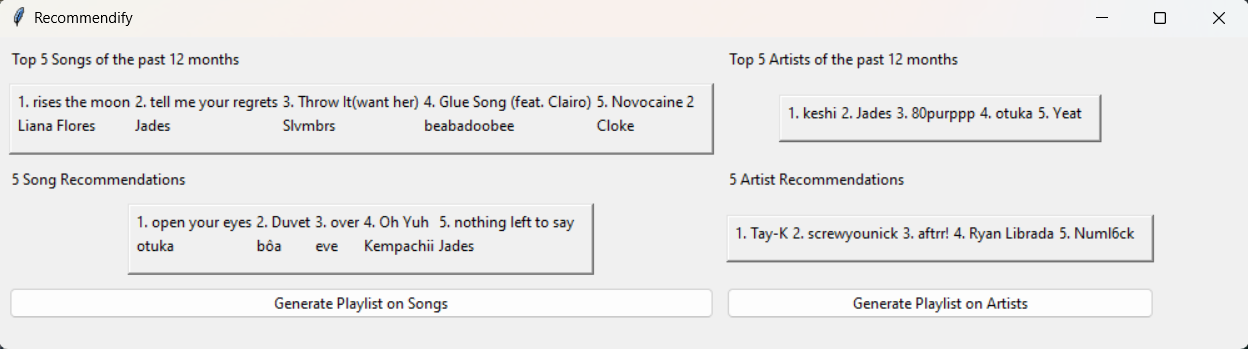 Recommendify
Top 5 Songs of the past 12 months
1. rises the moon 2. tell me your regrets 3. Throw It(want her) 4. Glue Song (feat. Clairo) 5. Novocaine 2
Liana Flores Jades Slvmbrs beabadoobee Cloke
Top 5 Artists of the past 12 months
1. keshi 2. Jades 3. 80purppp 4. otuka 5. Yeat
5 Song Recommendations
1. open your eyes 2. Duvet 3. over 4. Oh Yuh 5. nothing left to say
otuka bôa eve Kempachii Jades
5 Artist Recommendations
1. Tay-K 2. screwyounick 3. aftrr! 4. Ryan Librada 5. Numl6ck
Generate Playlist on Songs
Generate Playlist on Artists